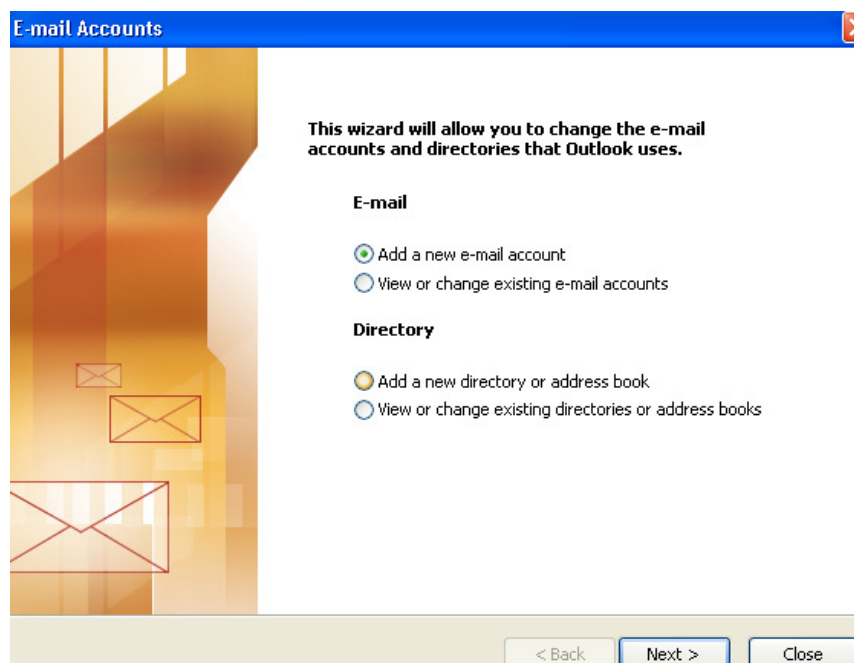 E-mail Accounts
This wizard will allow you to change the e-mail
accounts and directories that Outlook uses.
E-mail
Add a new e-mail account
View or change existing e-mail accounts
Directory
Add a new directory or address book
View or change existing directories or address books
< Back Next > Close